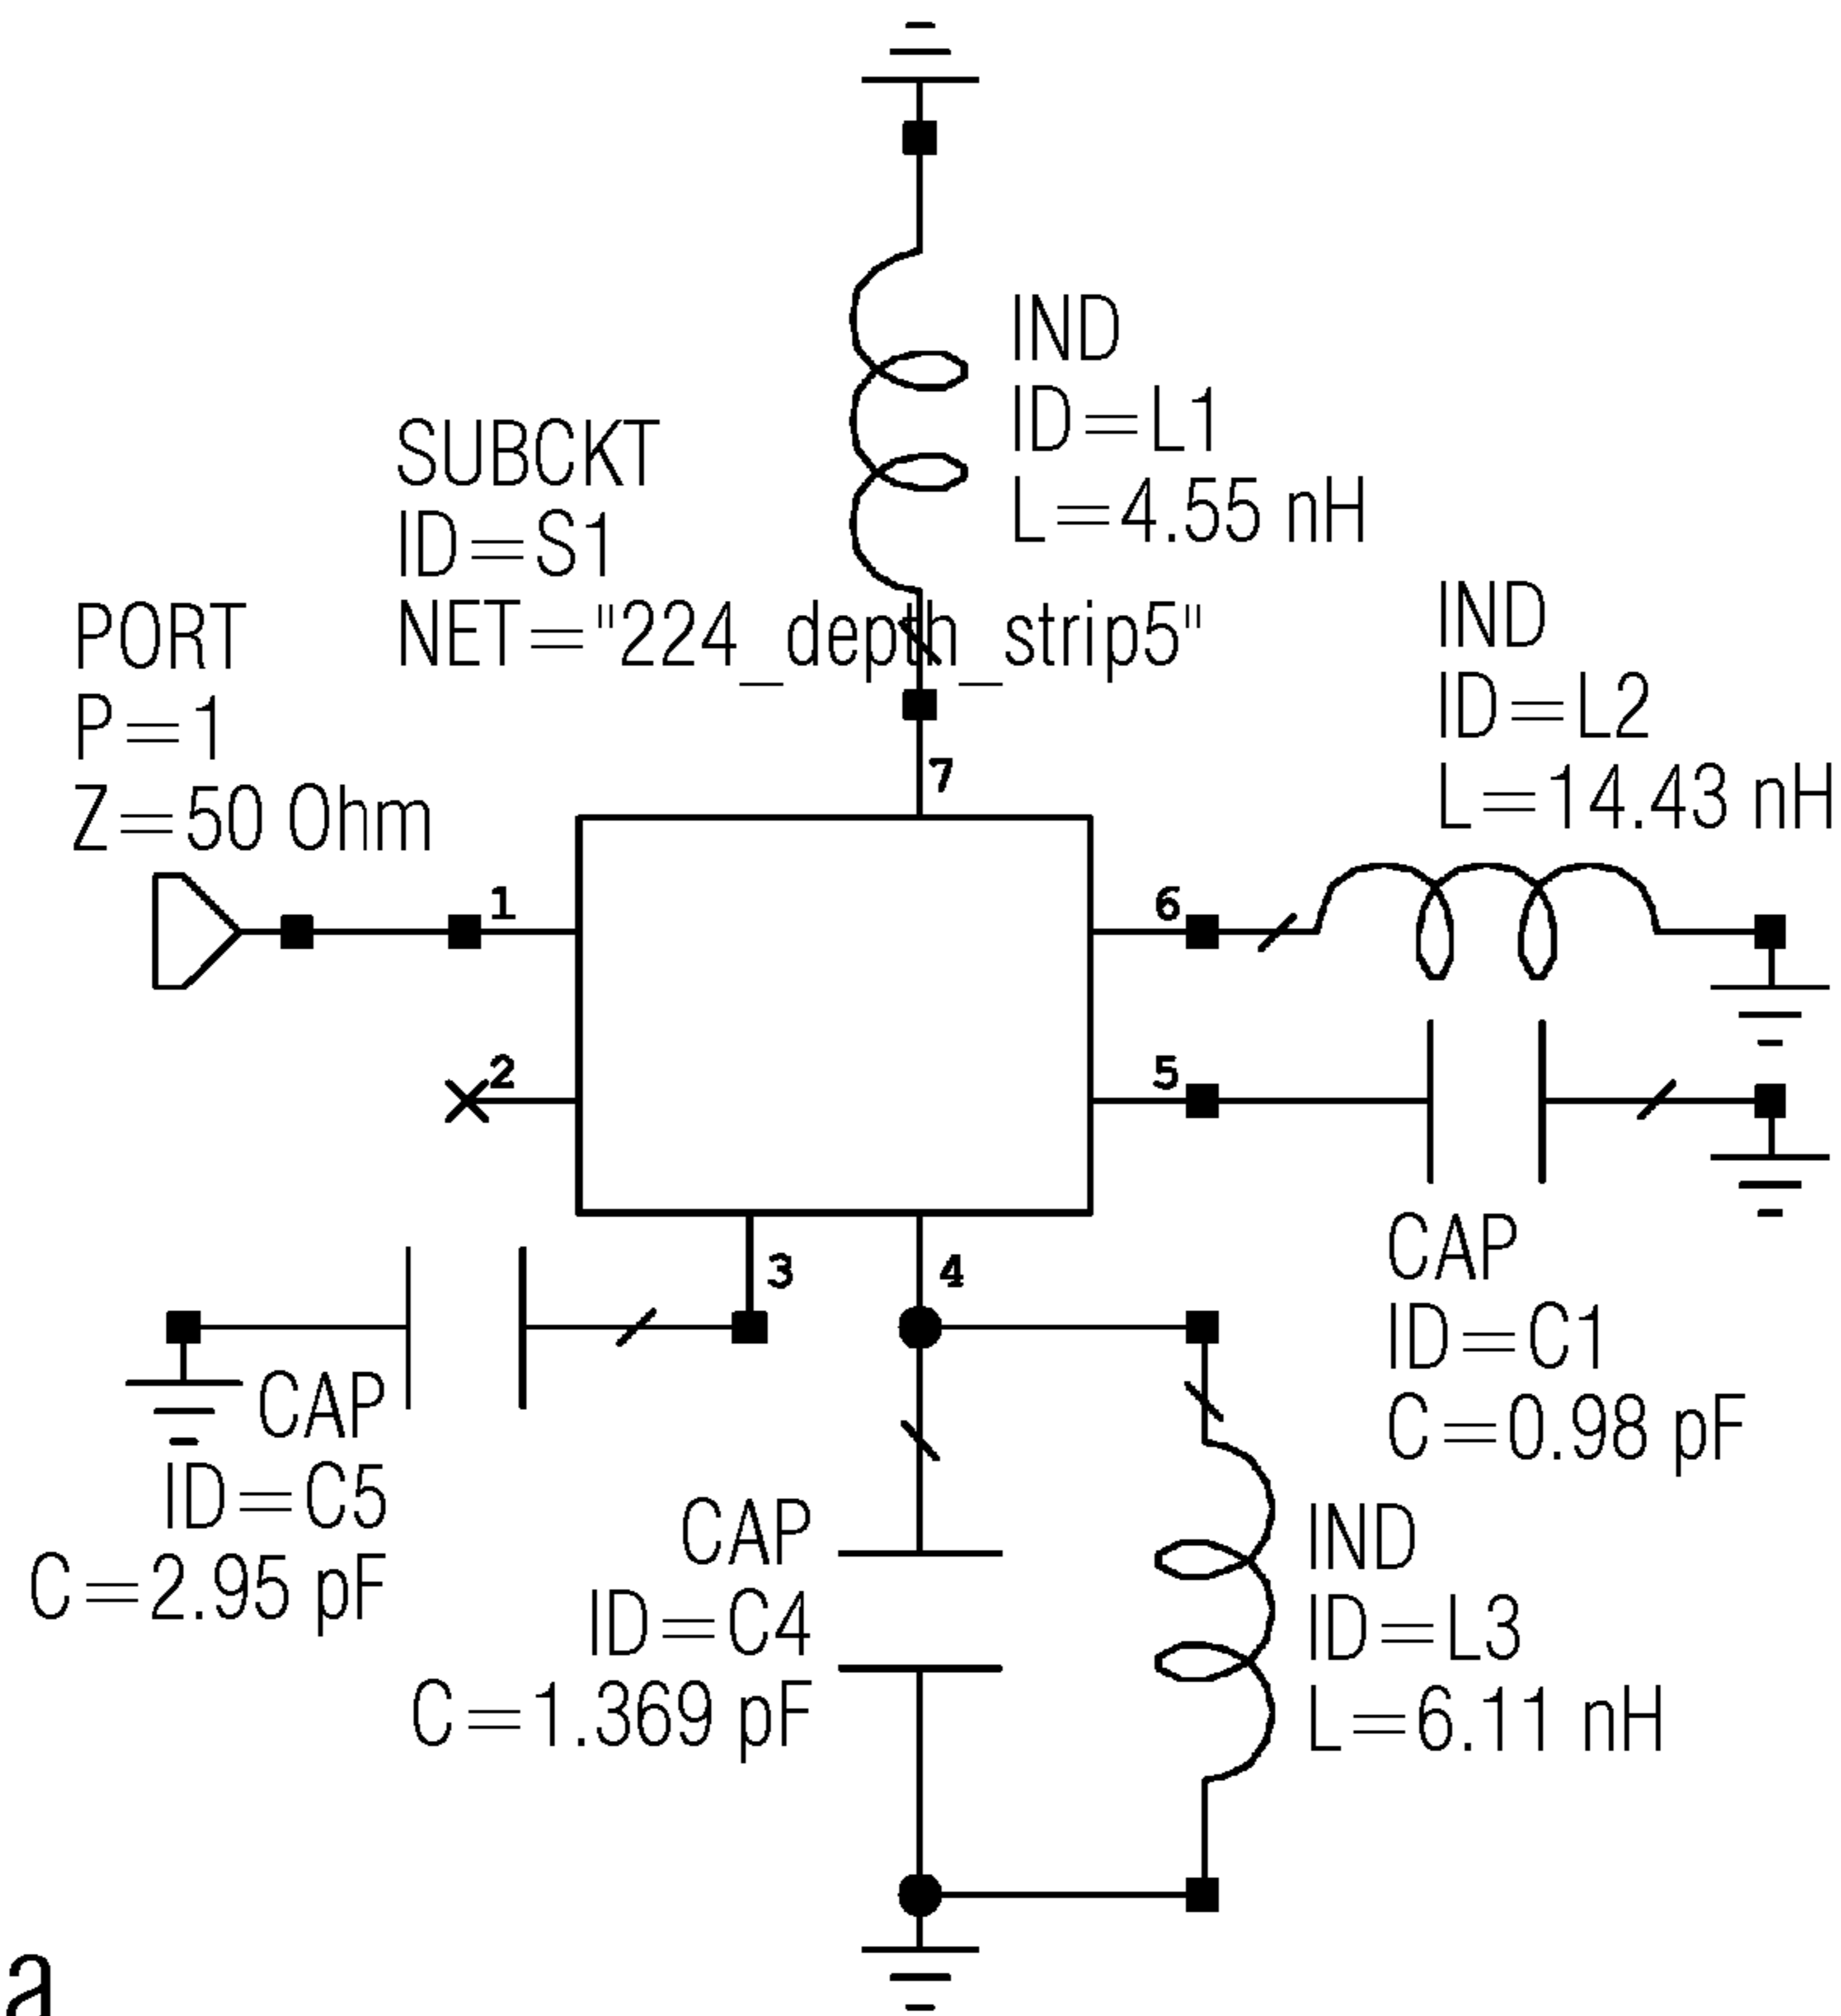 IND
ID=L1
L=4.55 nH
SUBCKT
ID=S1
NET="224_depth_strip5"
PORT
P=1
Z=50 Ohm
IND
ID=L2
L=14.43 nH
7
1
6
2
5
3
4
CAP
ID=C1
C=0.98 pF
CAP
ID=C5
C=2.95 pF
CAP
ID=C4
C=1.369 pF
IND
ID=L3
L=6.11 nH
a